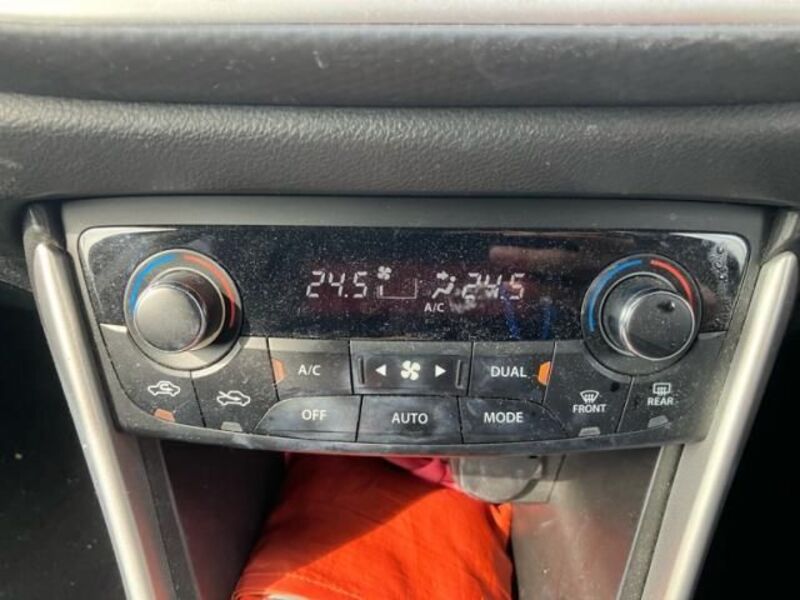 24.5 24.5
A/C
A/C DUAL
OFF AUTO MODE FRONT REAR